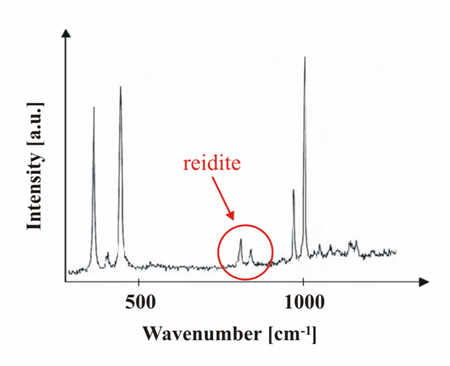 Intensity [a.u.]
reidite
500
1000
Wavenumber [cm-1]